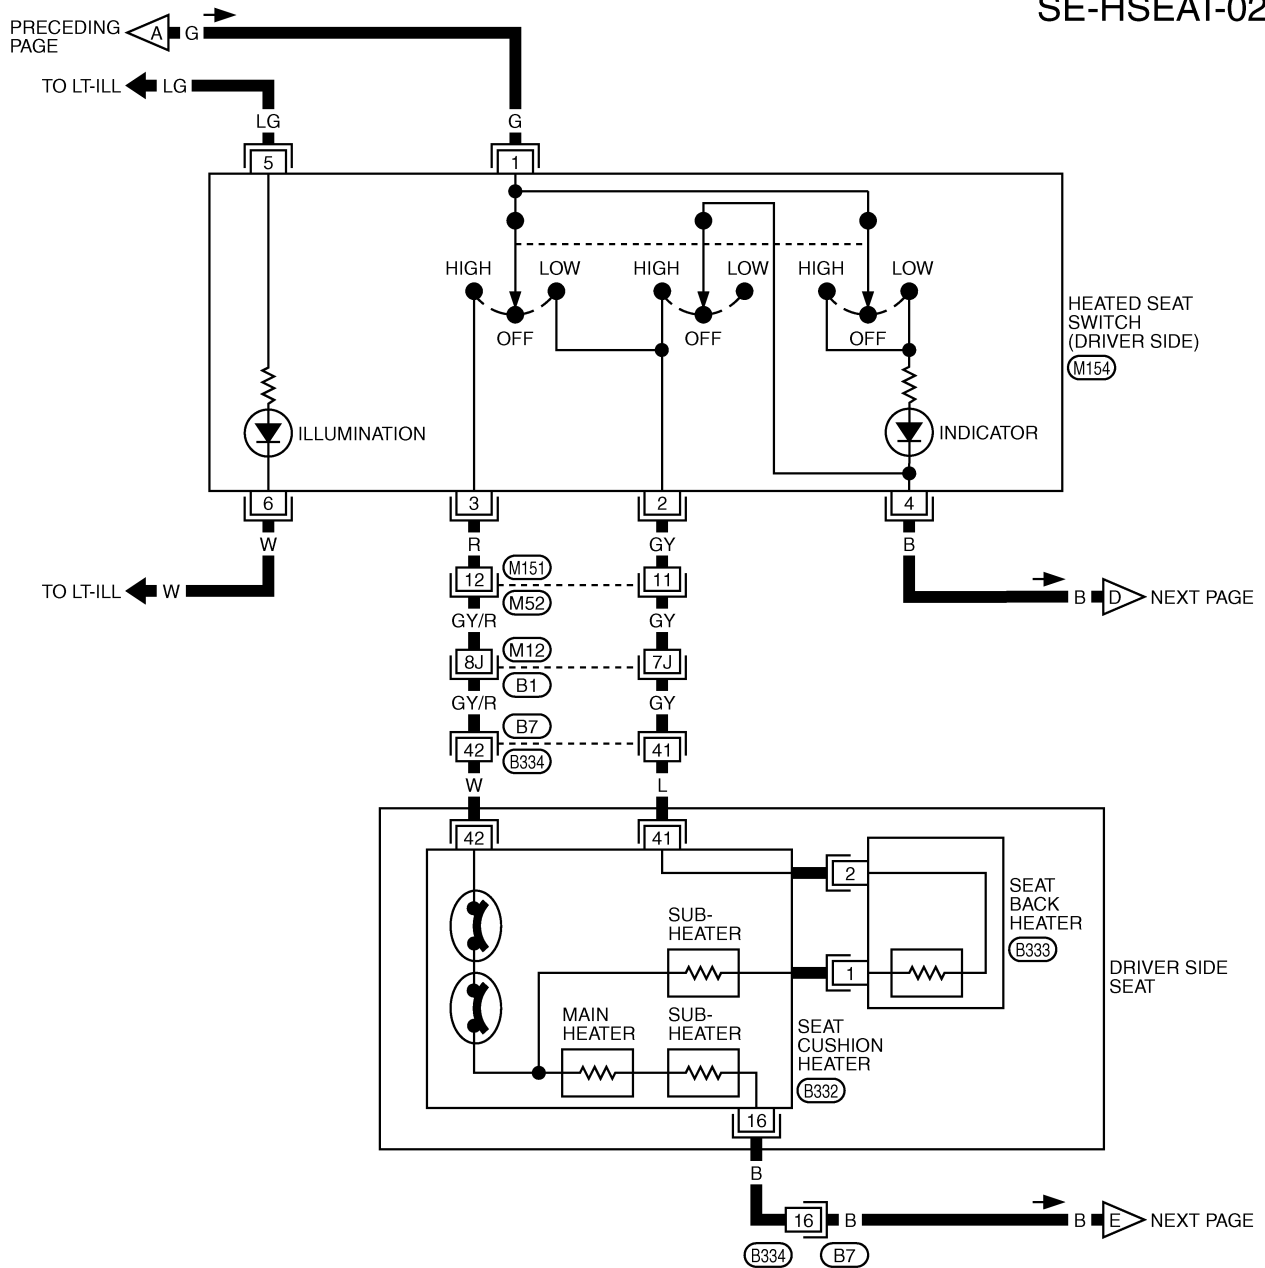 SE-HSEAT-02
PRECEDING
PAGE
A
G
TO LT-ILL
LG
LG
G
5
1
HIGH
LOW
HIGH
LOW
HIGH
LOW
OFF
OFF
OFF
HEATED SEAT
SWITCH
(DRIVER SIDE)
M154
ILLUMINATION
INDICATOR
6
3
2
4
W
R
GY
B
TO LT-ILL
W
12
M151
M52
11
B
D
NEXT PAGE
GY/R
GY
8J
M12
B1
7J
GY/R
GY
42
B7
B334
41
W
L
42
41
2
SEAT
BACK
HEATER
B333
SUB-
HEATER
1
DRIVER SIDE
SEAT
MAIN
HEATER
SUB-
HEATER
SEAT
CUSHION
HEATER
B332
16
B
16
B
B
E
NEXT PAGE
B334
B7